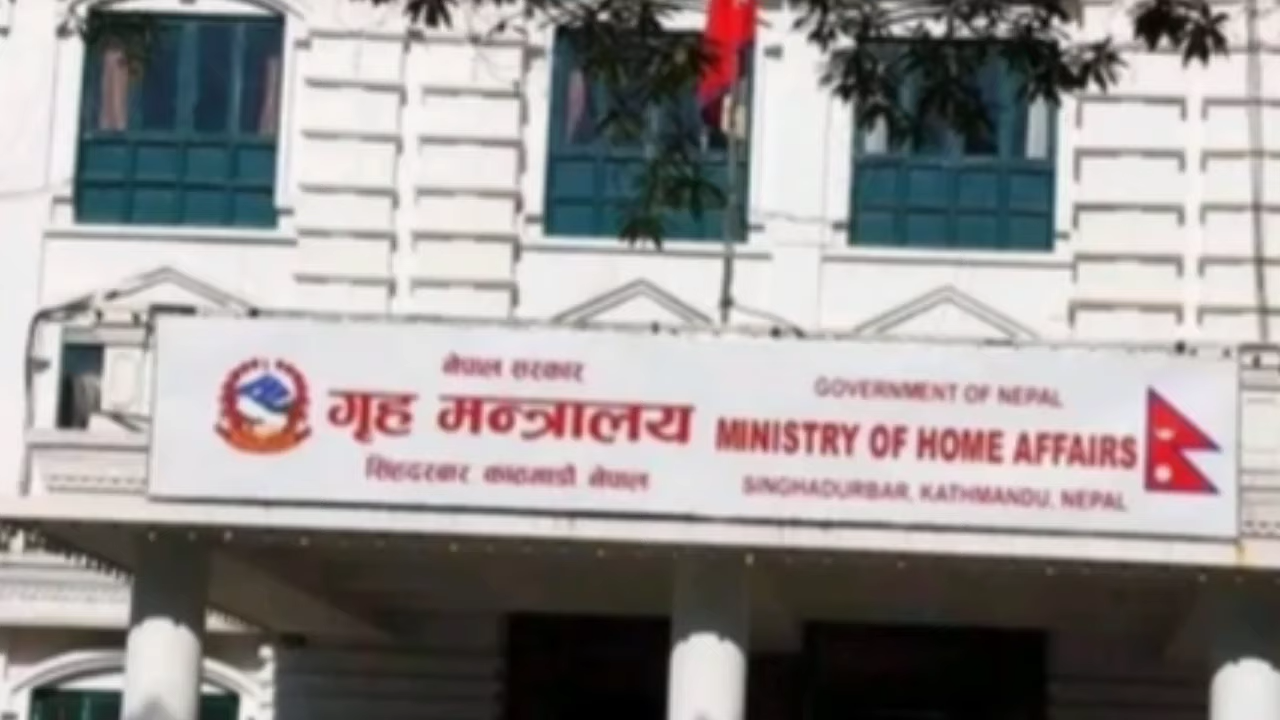 नेपाल सरकार
गृह मन्त्रालय
सिंहदरबार काठमाडौं नेपाल
GOVERNMENT OF NEPAL
MINISTRY OF HOME AFFAIRS
SINGHADURBAR, KATHMANDU, NEPAL